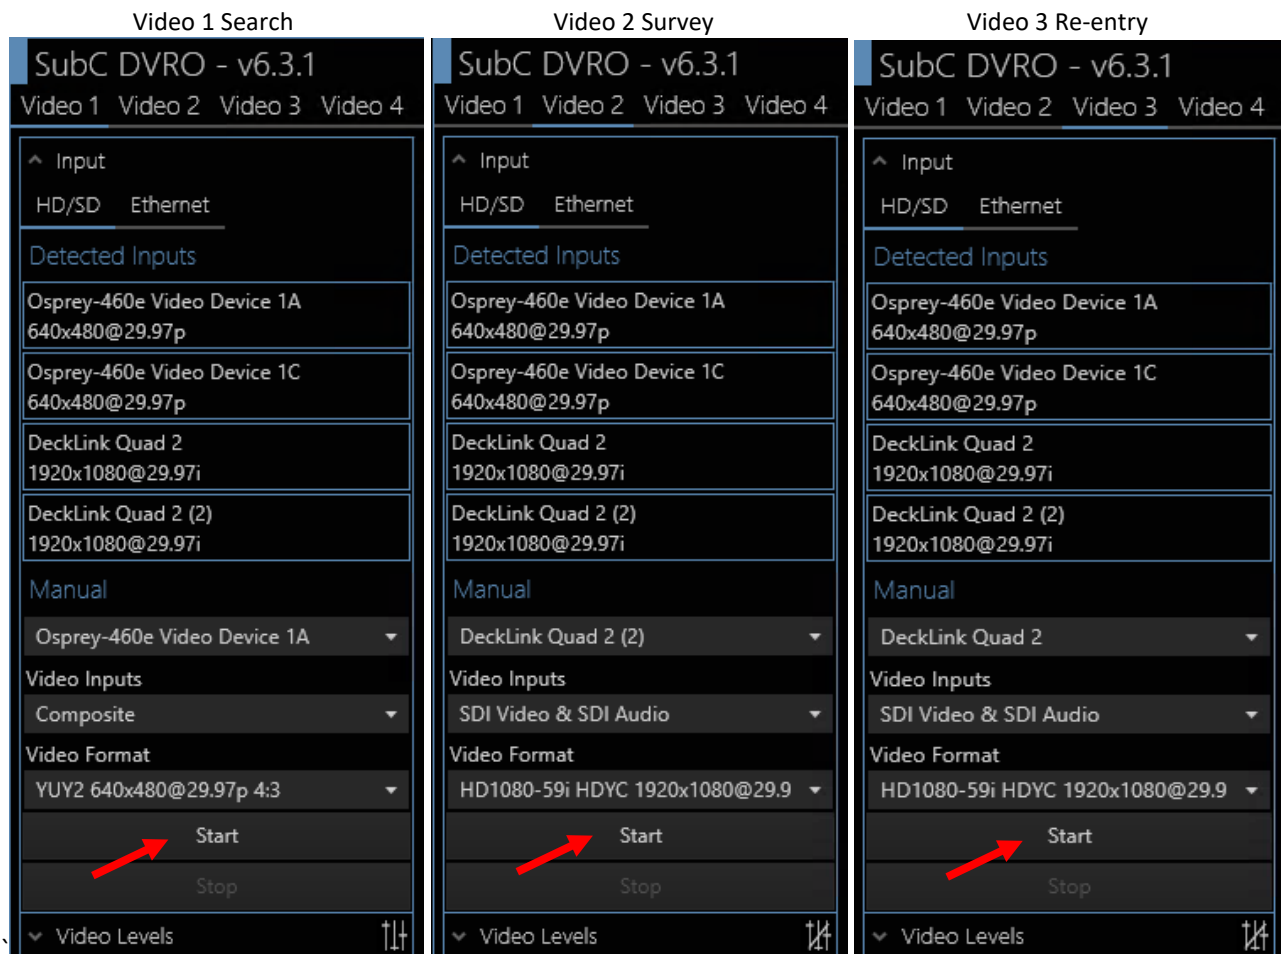 Video 1 Search
SubC DVRO - v6.3.1
Video 1 Video 2 Video 3 Video 4
Input
HD/SD Ethernet
Detected Inputs
Osprey-460e Video Device 1A
640x480@29.97p
Osprey-460e Video Device 1C
640x480@29.97p
DeckLink Quad 2
1920x1080@29.97i
DeckLink Quad 2 (2)
1920x1080@29.97i
Manual
Osprey-460e Video Device 1A
Video Inputs
Composite
Video Format
YUY2 640x480@29.97p 4:3
Start
Stop
` Video Levels
Video 2 Survey
SubC DVRO - v6.3.1
Video 1 Video 2 Video 3 Video 4
Input
HD/SD Ethernet
Detected Inputs
Osprey-460e Video Device 1A
640x480@29.97p
Osprey-460e Video Device 1C
640x480@29.97p
DeckLink Quad 2
1920x1080@29.97i
DeckLink Quad 2 (2)
1920x1080@29.97i
Manual
DeckLink Quad 2 (2)
Video Inputs
SDI Video & SDI Audio
Video Format
HD1080-59i HDYC 1920x1080@29.9
Start
Stop
Video Levels
Video 3 Re-entry
SubC DVRO - v6.3.1
Video 1 Video 2 Video 3 Video 4
Input
HD/SD Ethernet
Detected Inputs
Osprey-460e Video Device 1A
640x480@29.97p
Osprey-460e Video Device 1C
640x480@29.97p
DeckLink Quad 2
1920x1080@29.97i
DeckLink Quad 2 (2)
1920x1080@29.97i
Manual
DeckLink Quad 2
Video Inputs
SDI Video & SDI Audio
Video Format
HD1080-59i HDYC 1920x1080@29.9
Start
Stop
Video Levels